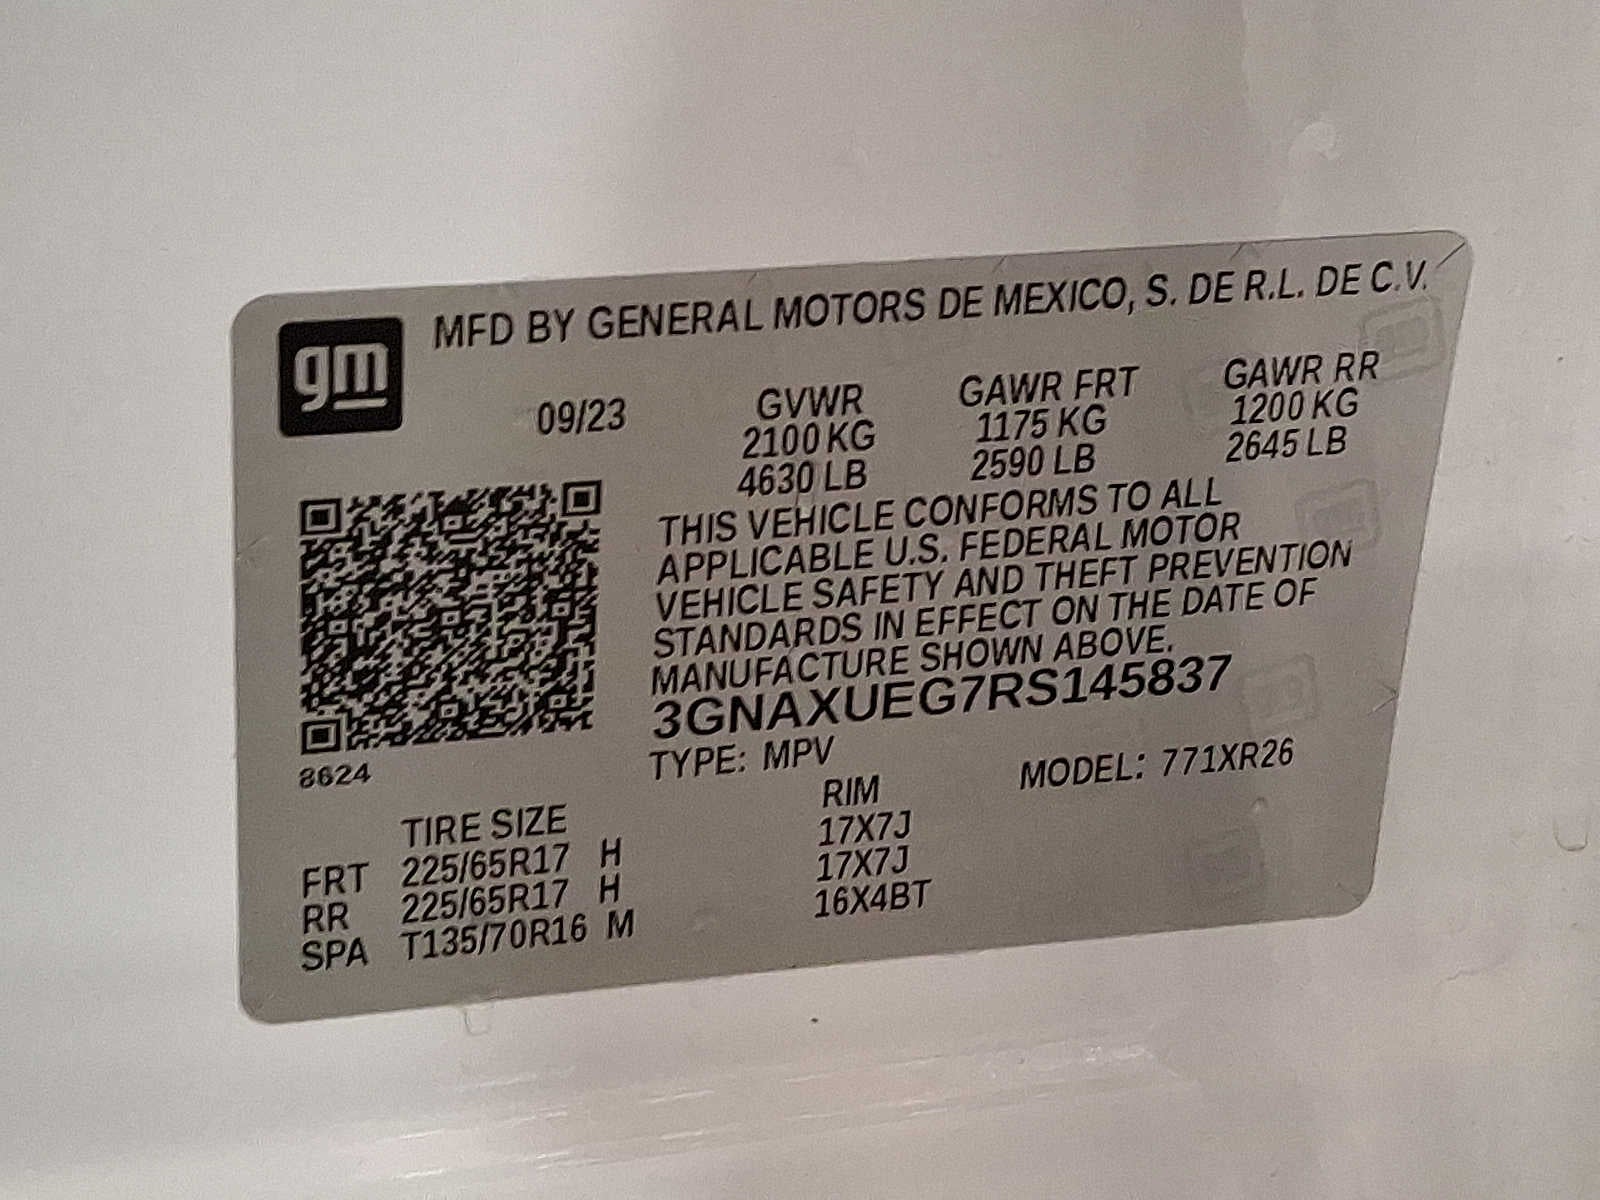 gm MFD BY GENERAL MOTORS DE MEXICO, S. DE R.L. DE C.V.
09/23 GVWR GAWR FRT GAWR RR
2100 KG 1175 KG 1200 KG
4630 LB 2590 LB 2645 LB
THIS VEHICLE CONFORMS TO ALL
APPLICABLE U.S. FEDERAL MOTOR
VEHICLE SAFETY AND THEFT PREVENTION
STANDARDS IN EFFECT ON THE DATE OF
MANUFACTURE SHOWN ABOVE.
3GNAXUEG7RS145837
8624 TYPE: MPV MODEL: 771XR26
TIRE SIZE RIM
FRT 225/65R17 H 17X7J
RR 225/65R17 H 17X7J
SPA T135/70R16 M 16X4BT